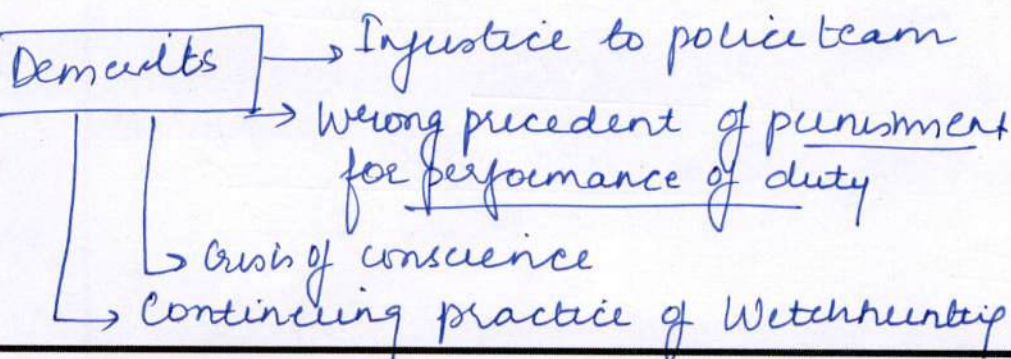 Demerits → Injustice to police team
→ Wrong precedent of punishment
for performance of duty
→ Crisis of conscience
→ Continuing practice of Witchhunting